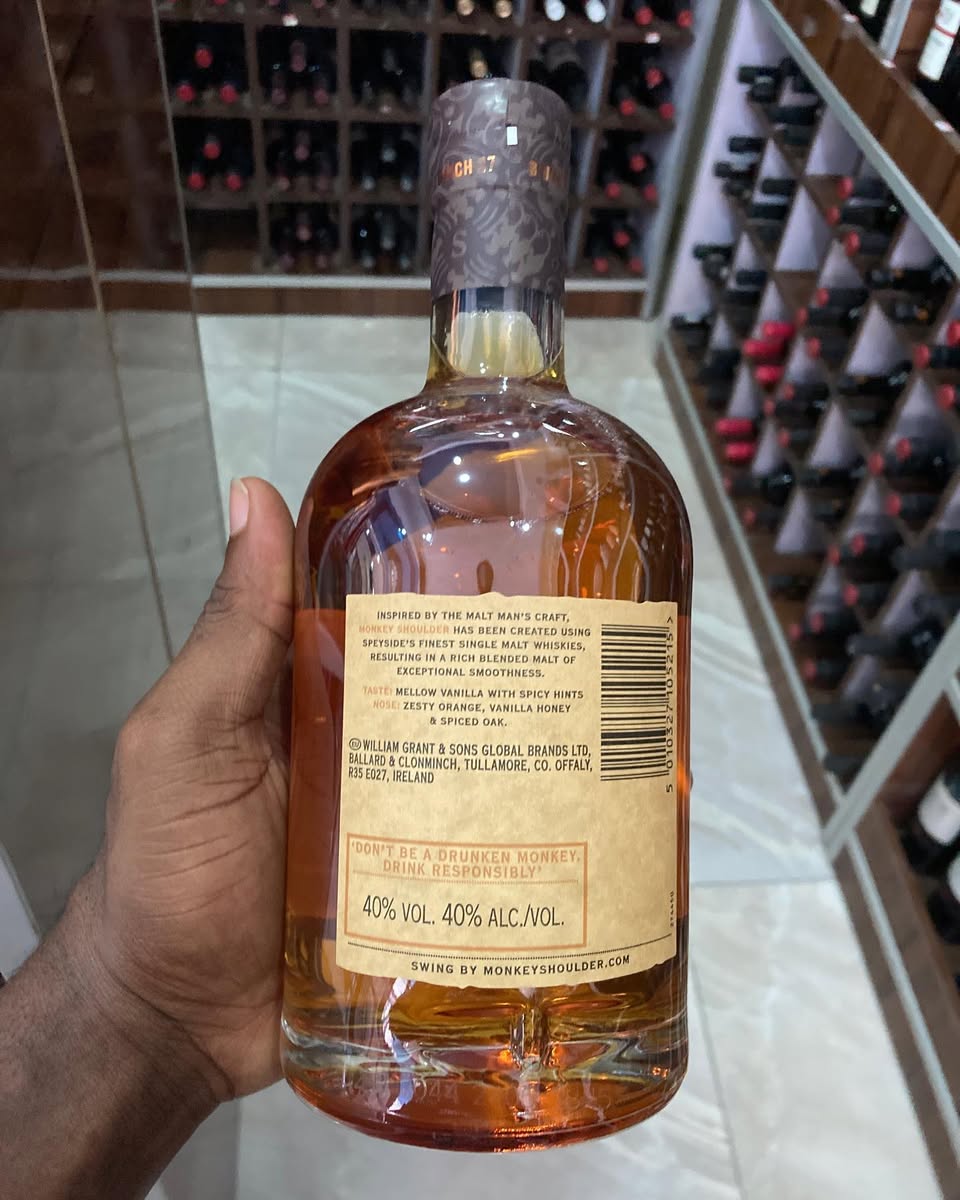 CH 27
S
INSPIRED BY THE MALT MAN'S CRAFT,
MONKEY SHOULDER HAS BEEN CREATED USING
SPEYSIDE'S FINEST SINGLE MALT WHISKIES,
RESULTING IN A RICH BLENDED MALT OF
EXCEPTIONAL SMOOTHNESS.
TASTE: MELLOW VANILLA WITH SPICY HINTS
NOSE: ZESTY ORANGE, VANILLA HONEY
& SPICED OAK.
EU WILLIAM GRANT & SONS GLOBAL BRANDS LTD,
BALLARD & CLONMINCH, TULLAMORE, CO. OFFALY,
R35 E027, IRELAND
5 010327 105215 >
'DON'T BE A DRUNKEN MONKEY,
DRINK RESPONSIBLY'
40% VOL. 40% ALC./VOL.
SWING BY MONKEYSHOULDER.COM